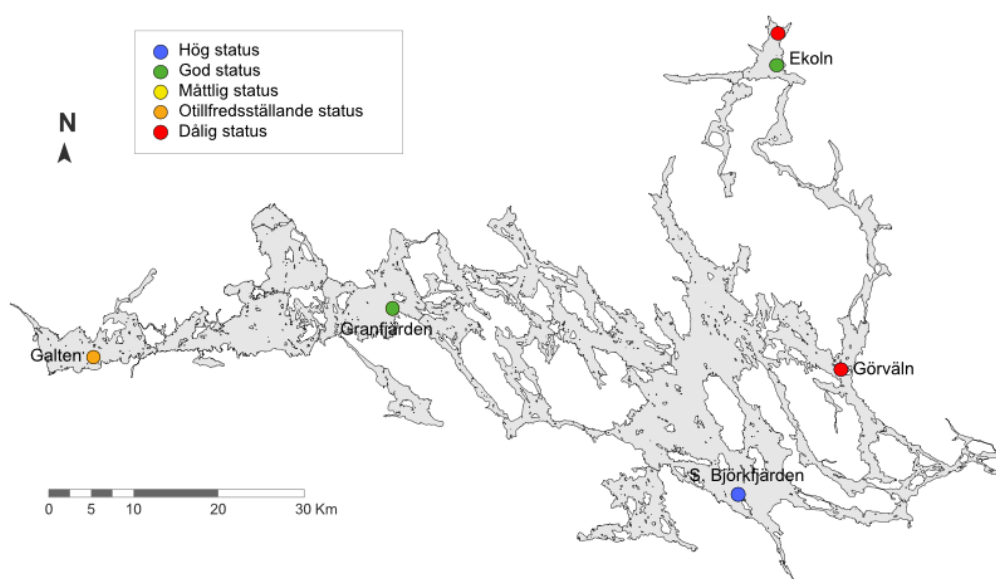 Hög status
God status
Måttlig status
Otillfredsställande status
Dålig status
N
Ekoln
Granfjärden
Galten
Görväln
S. Björkfjärden
0 5 10 20 30 Km